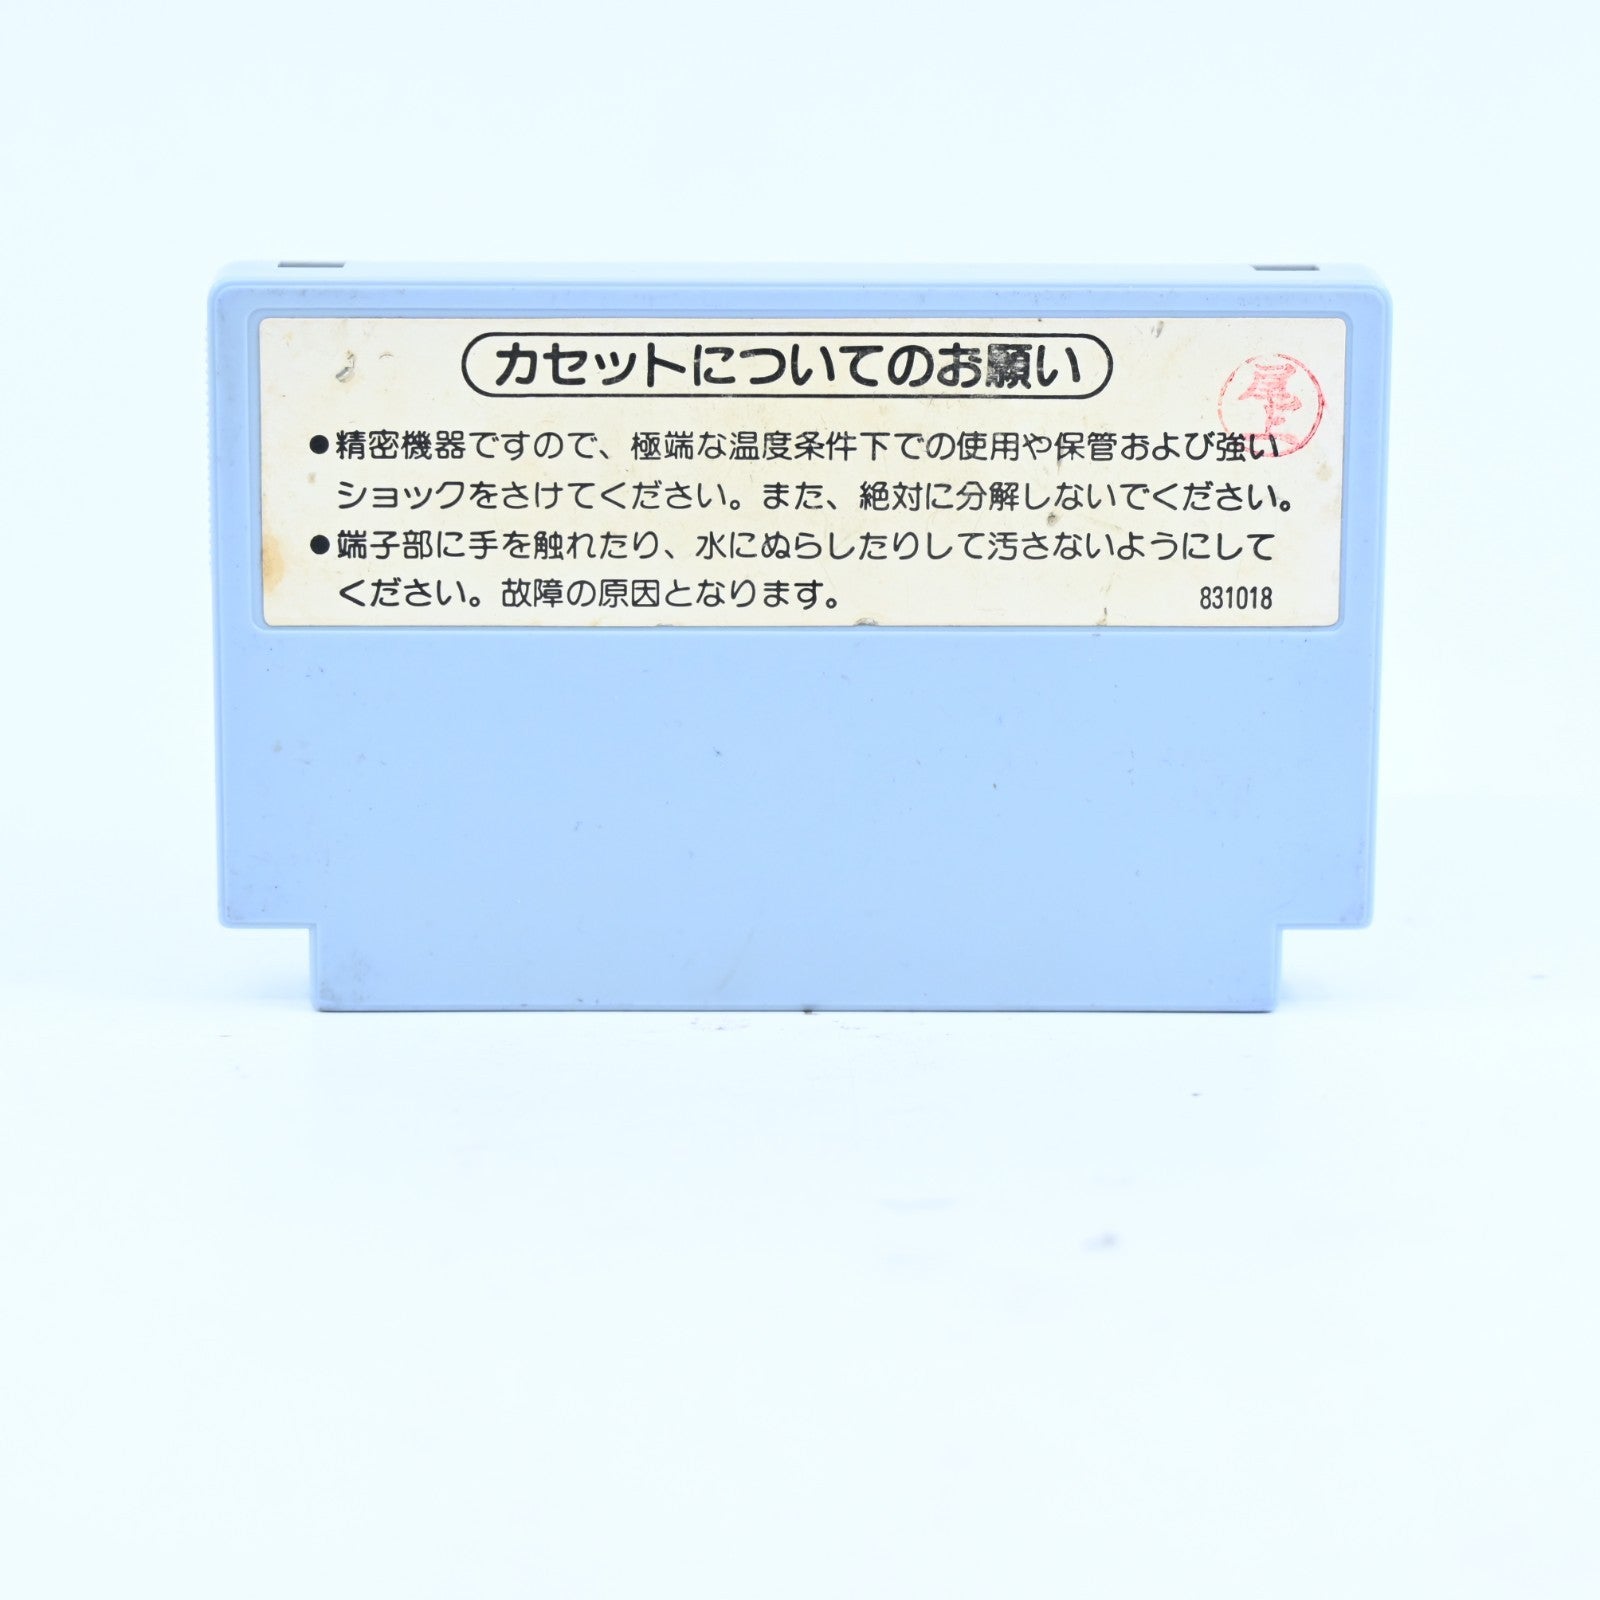 カセットについてのお願い
●精密機器ですので、極端な温度条件下での使用や保管および強い
ショックをさけてください。また、絶対に分解しないでください。
●端子部に手を触れたり、水にぬらしたりして汚さないようにして
ください。故障の原因となります。
831018
尾上